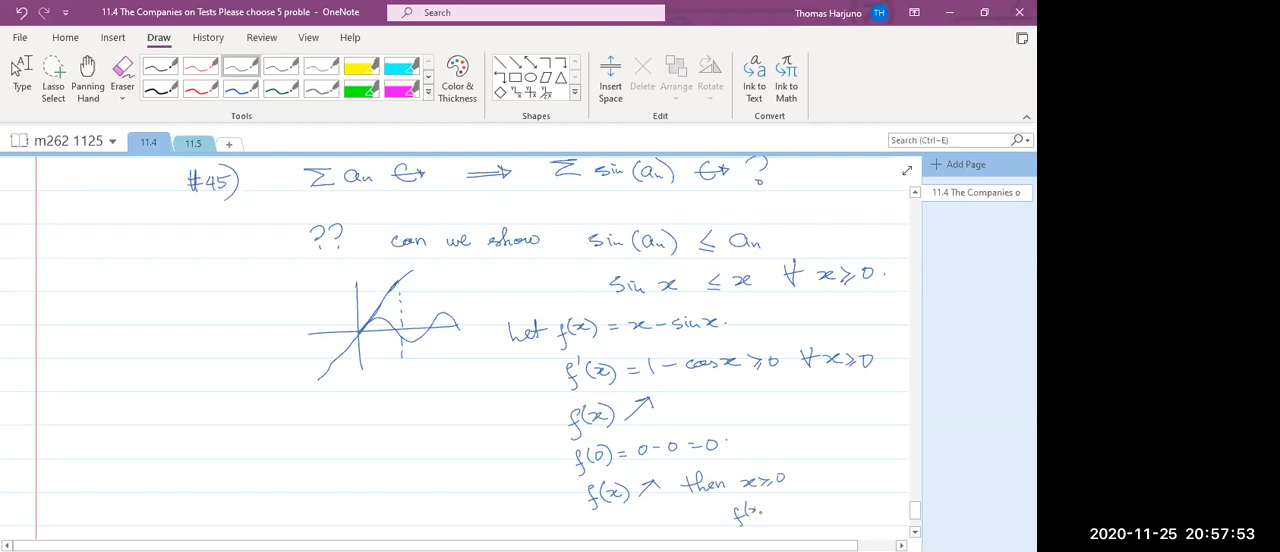 11.4 The Companies on Tests Please choose 5 proble - OneNote
Search
Thomas Harjuno TH
File Home Insert Draw History Review View Help
Type
Lasso Select
Panning Hand
Eraser
Color & Thickness
Insert Space
Delete
Arrange
Rotate
Ink to Text
Ink to Math
Tools
Shapes
Edit
Convert
m262 1125
11.4
11.5
Search (Ctrl+E)
Add Page
11.4 The Companies o
#45) Σ an ⟹ Σ sin(an) ?
?? can we show sin(an) ≤ an
sin x ≤ x ∀ x ≥ 0.
Let f(x) = x - sin x.
f'(x) = 1 - cos x ≥ 0 ∀ x ≥ 0
f(x) ↗
f(0) = 0 - 0 = 0
f(x) ↗ then x ≥ 0
f(x
2020-11-25 20:57:53